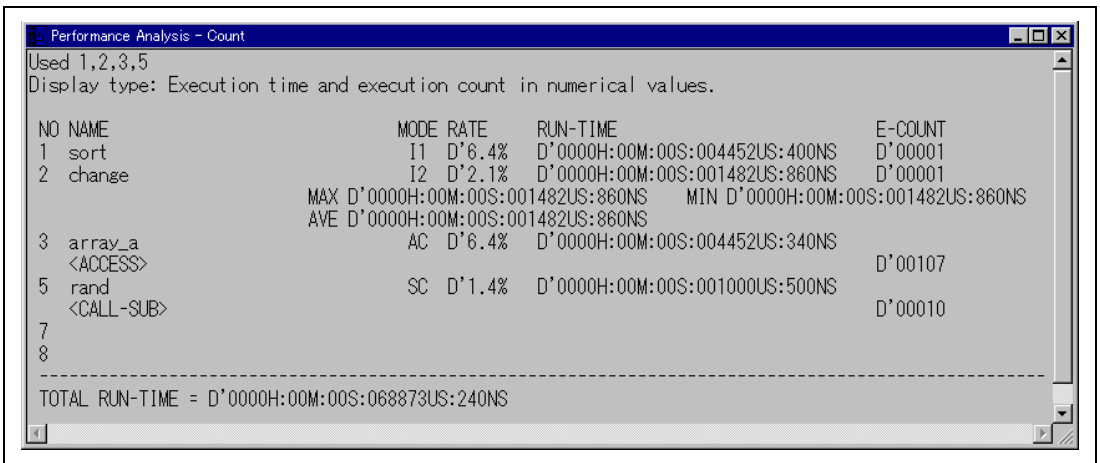 Performance Analysis - Count
Used 1,2,3,5
Display type: Execution time and execution count in numerical values.
NO NAME MODE RATE RUN-TIME E-COUNT
1 sort I1 D'6.4% D'0000H:00M:00S:004452US:400NS D'00001
2 change I2 D'2.1% D'0000H:00M:00S:001482US:860NS D'00001
MAX D'0000H:00M:00S:001482US:860NS MIN D'0000H:00M:00S:001482US:860NS
AVE D'0000H:00M:00S:001482US:860NS
3 array_a AC D'6.4% D'0000H:00M:00S:004452US:340NS
<ACCESS> D'00107
5 rand SC D'1.4% D'0000H:00M:00S:001000US:500NS
<CALL-SUB> D'00010
7
8
--------------------------------------------------------------------------------
TOTAL RUN-TIME = D'0000H:00M:00S:068873US:240NS